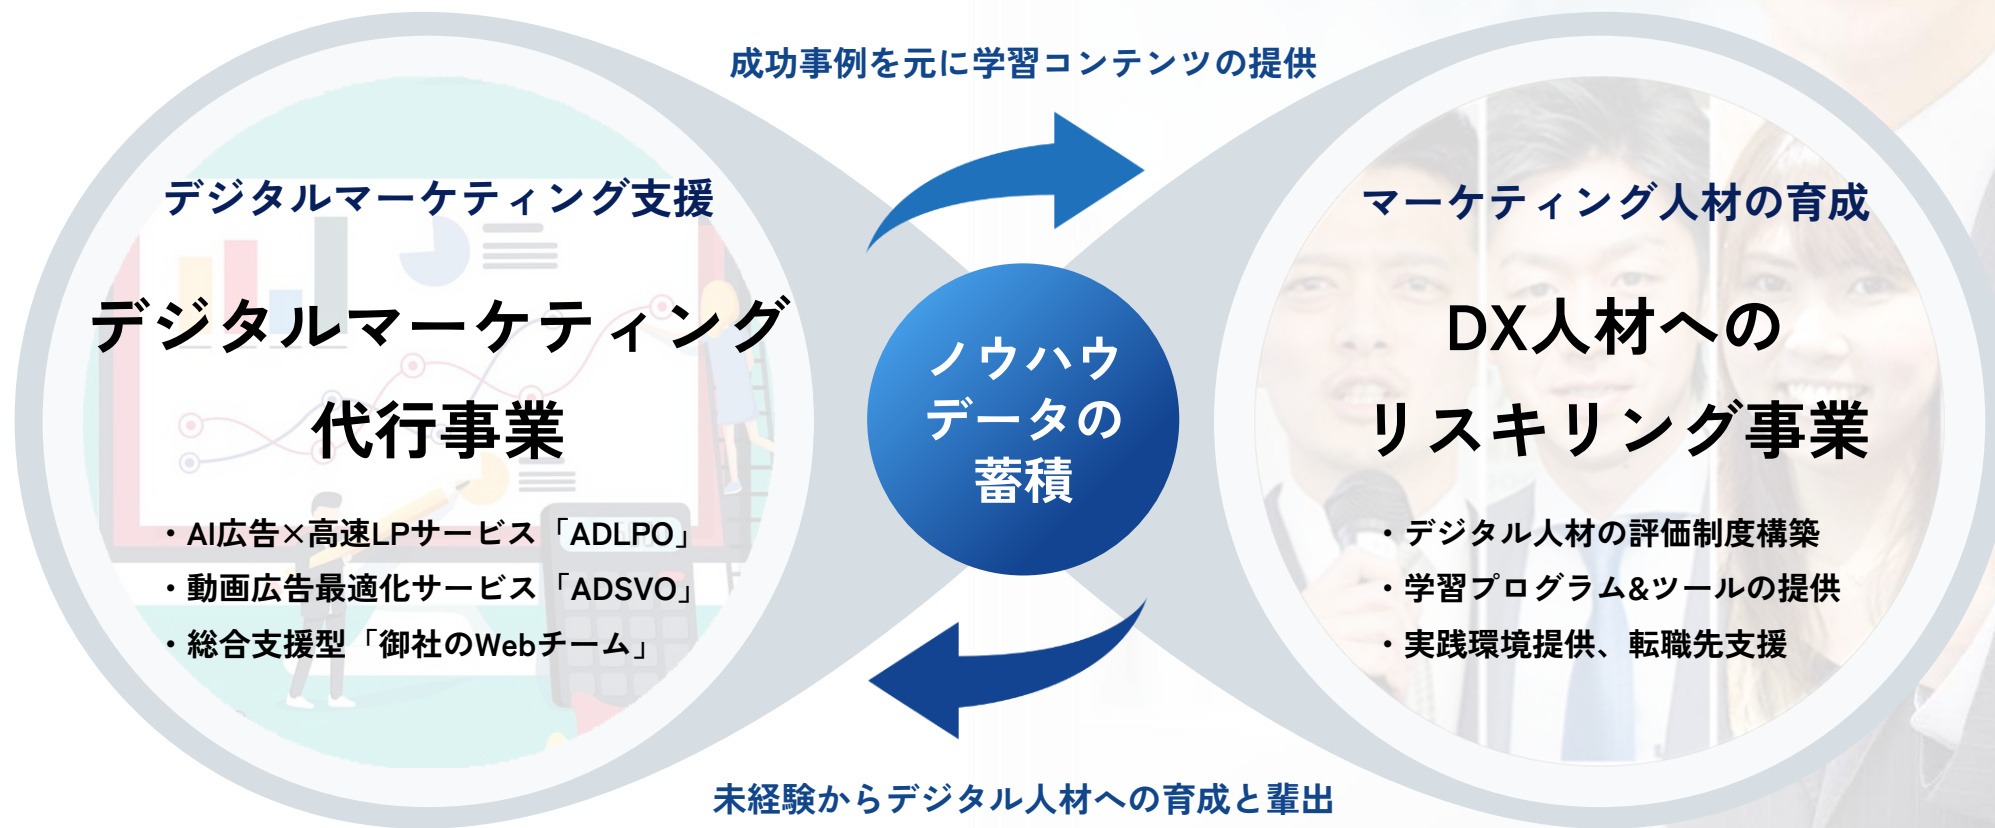 成功事例を元に学習コンテンツの提供
デジタルマーケティング支援
デジタルマーケティング
代行事業
・AI広告×高速LPサービス「ADLPO」
・動画広告最適化サービス「ADSVO」
・総合支援型「御社のWebチーム」
ノウハウ
データの
蓄積
マーケティング人材の育成
DX人材への
リスキリング事業
・デジタル人材の評価制度構築
・学習プログラム&ツールの提供
・実践環境提供、転職先支援
未経験からデジタル人材への育成と輩出